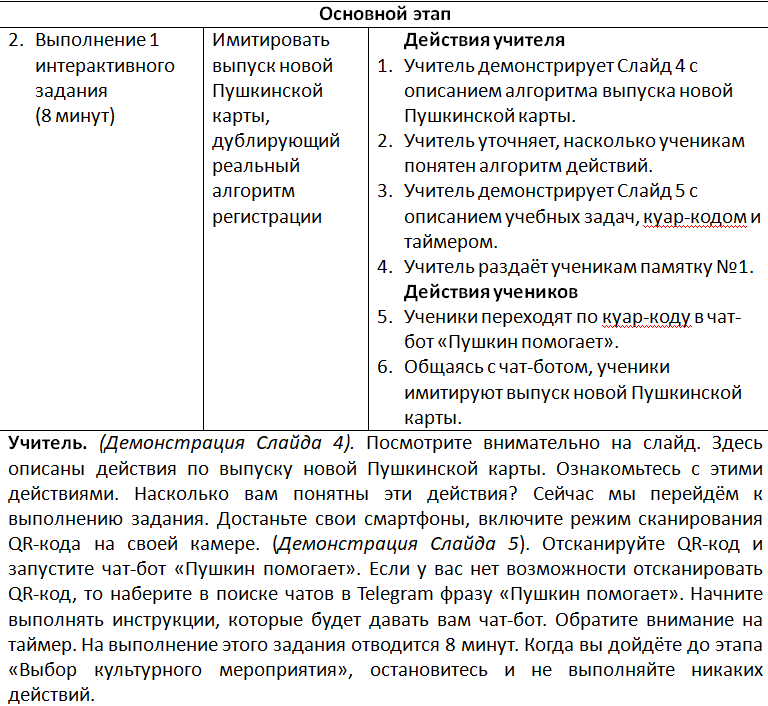 Основной этап
2. Выполнение 1
интерактивного
задания
(8 минут)
Имитировать
выпуск новой
Пушкинской
карты,
дублирующий
реальный
алгоритм
регистрации
Действия учителя
1. Учитель демонстрирует Слайд 4 с
описанием алгоритма выпуска новой
Пушкинской карты.
2. Учитель уточняет, насколько ученикам
понятен алгоритм действий.
3. Учитель демонстрирует Слайд 5 с
описанием учебных задач, куар-кодом и
таймером.
4. Учитель раздаёт ученикам памятку №1.
Действия учеников
5. Ученики переходят по куар-коду в чат-
бот «Пушкин помогает».
6. Общаясь с чат-ботом, ученики
имитируют выпуск новой Пушкинской
карты.
Учитель. (Демонстрация Слайда 4). Посмотрите внимательно на слайд. Здесь
описаны действия по выпуску новой Пушкинской карты. Ознакомьтесь с этими
действиями. Насколько вам понятны эти действия? Сейчас мы перейдём к
выполнению задания. Достаньте свои смартфоны, включите режим сканирования
QR-кода на своей камере. (Демонстрация Слайда 5). Отсканируйте QR-код и
запустите чат-бот «Пушкин помогает». Если у вас нет возможности отсканировать
QR-код, то наберите в поиске чатов в Telegram фразу «Пушкин помогает». Начните
выполнять инструкции, которые будет давать вам чат-бот. Обратите внимание на
таймер. На выполнение этого задания отводится 8 минут. Когда вы дойдёте до этапа
«Выбор культурного мероприятия», остановитесь и не выполняйте никаких
действий.